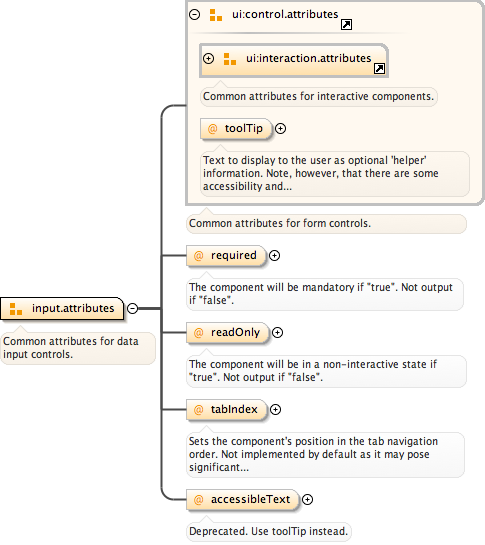 ui:control.attributes
ui:interaction.attributes
Common attributes for interactive components.
@ toolTip
Text to display to the user as optional 'helper'
information. Note, however, that there are some
accessibility and...
Common attributes for form controls.
@ required
The component will be mandatory if "true". Not output
if "false".
input.attributes
Common attributes for data
input controls.
@ readOnly
The component will be in a non-interactive state if
"true". Not output if "false".
@ tabIndex
Sets the component's position in the tab navigation
order. Not implemented by default as it may pose
significant...
@ accessibleText
Deprecated. Use toolTip instead.